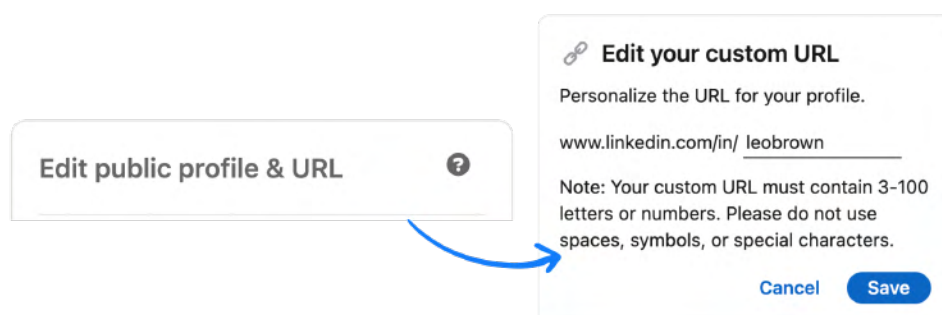 Edit public profile & URL
?
Edit your custom URL
Personalize the URL for your profile.
www.linkedin.com/in/ leobrown
Note: Your custom URL must contain 3-100
letters or numbers. Please do not use
spaces, symbols, or special characters.
Cancel Save